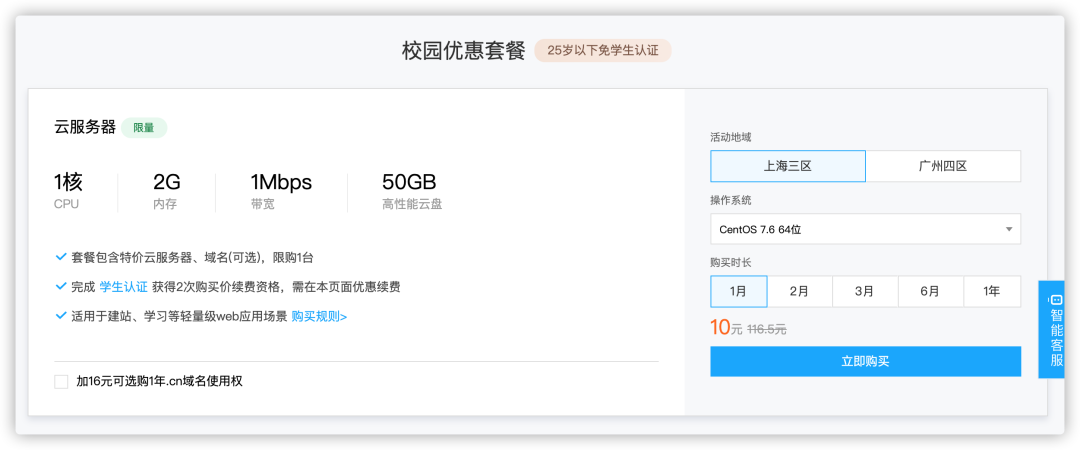 校园优惠套餐 25岁以下免学生认证
云服务器 限量
1核 2G 1Mbps 50GB
CPU 内存 带宽 高性能云盘
套餐包含特价云服务器、域名(可选)，限购1台
完成 学生认证 获得2次购买价续费资格，需在本页面优惠续费
适用于建站、学习等轻量级web应用场景 购买规则>
加16元可选购1年.cn域名使用权
活动地域
上海三区 广州四区
操作系统
CentOS 7.6 64位
购买时长
1月 2月 3月 6月 1年
10元 116.5元
立即购买
智能客服